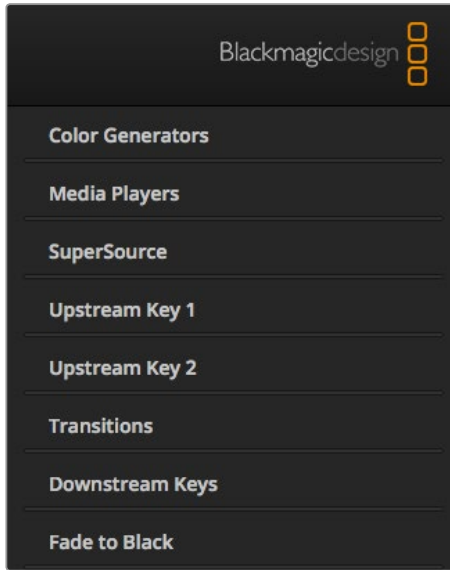 Blackmagicdesign
Color Generators
Media Players
SuperSource
Upstream Key 1
Upstream Key 2
Transitions
Downstream Keys
Fade to Black